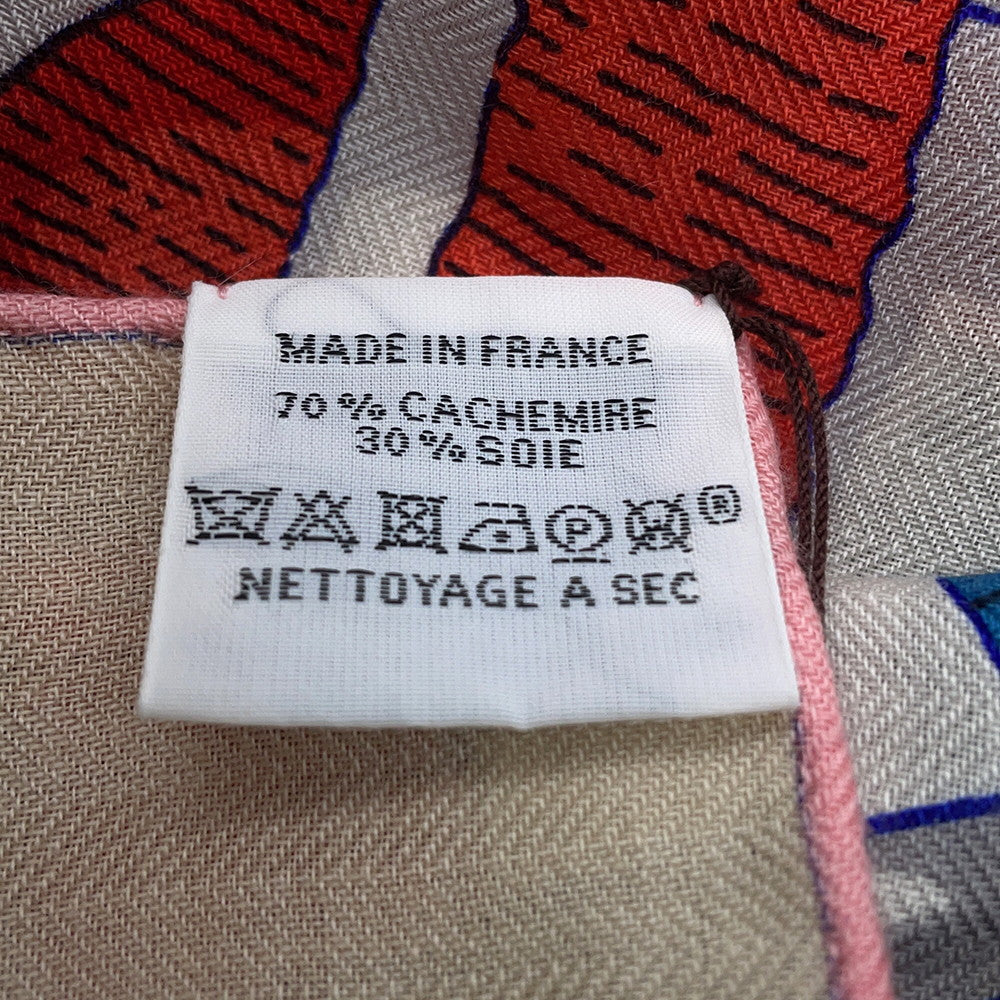 MADE IN FRANCE
70 % CACHEMIRE
30 % SOIE
P ®
NETTOYAGE A SEC